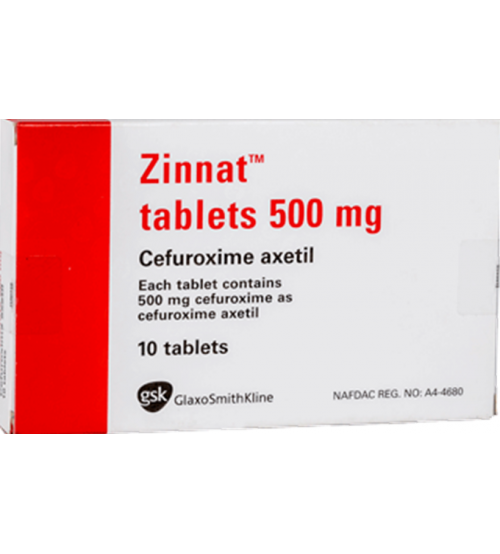 Zinnat™
tablets 500 mg
Cefuroxime axetil
Each tablet contains
500 mg cefuroxime as
cefuroxime axetil
10 tablets
gsk GlaxoSmithKline
NAFDAC REG. NO: A4-4680